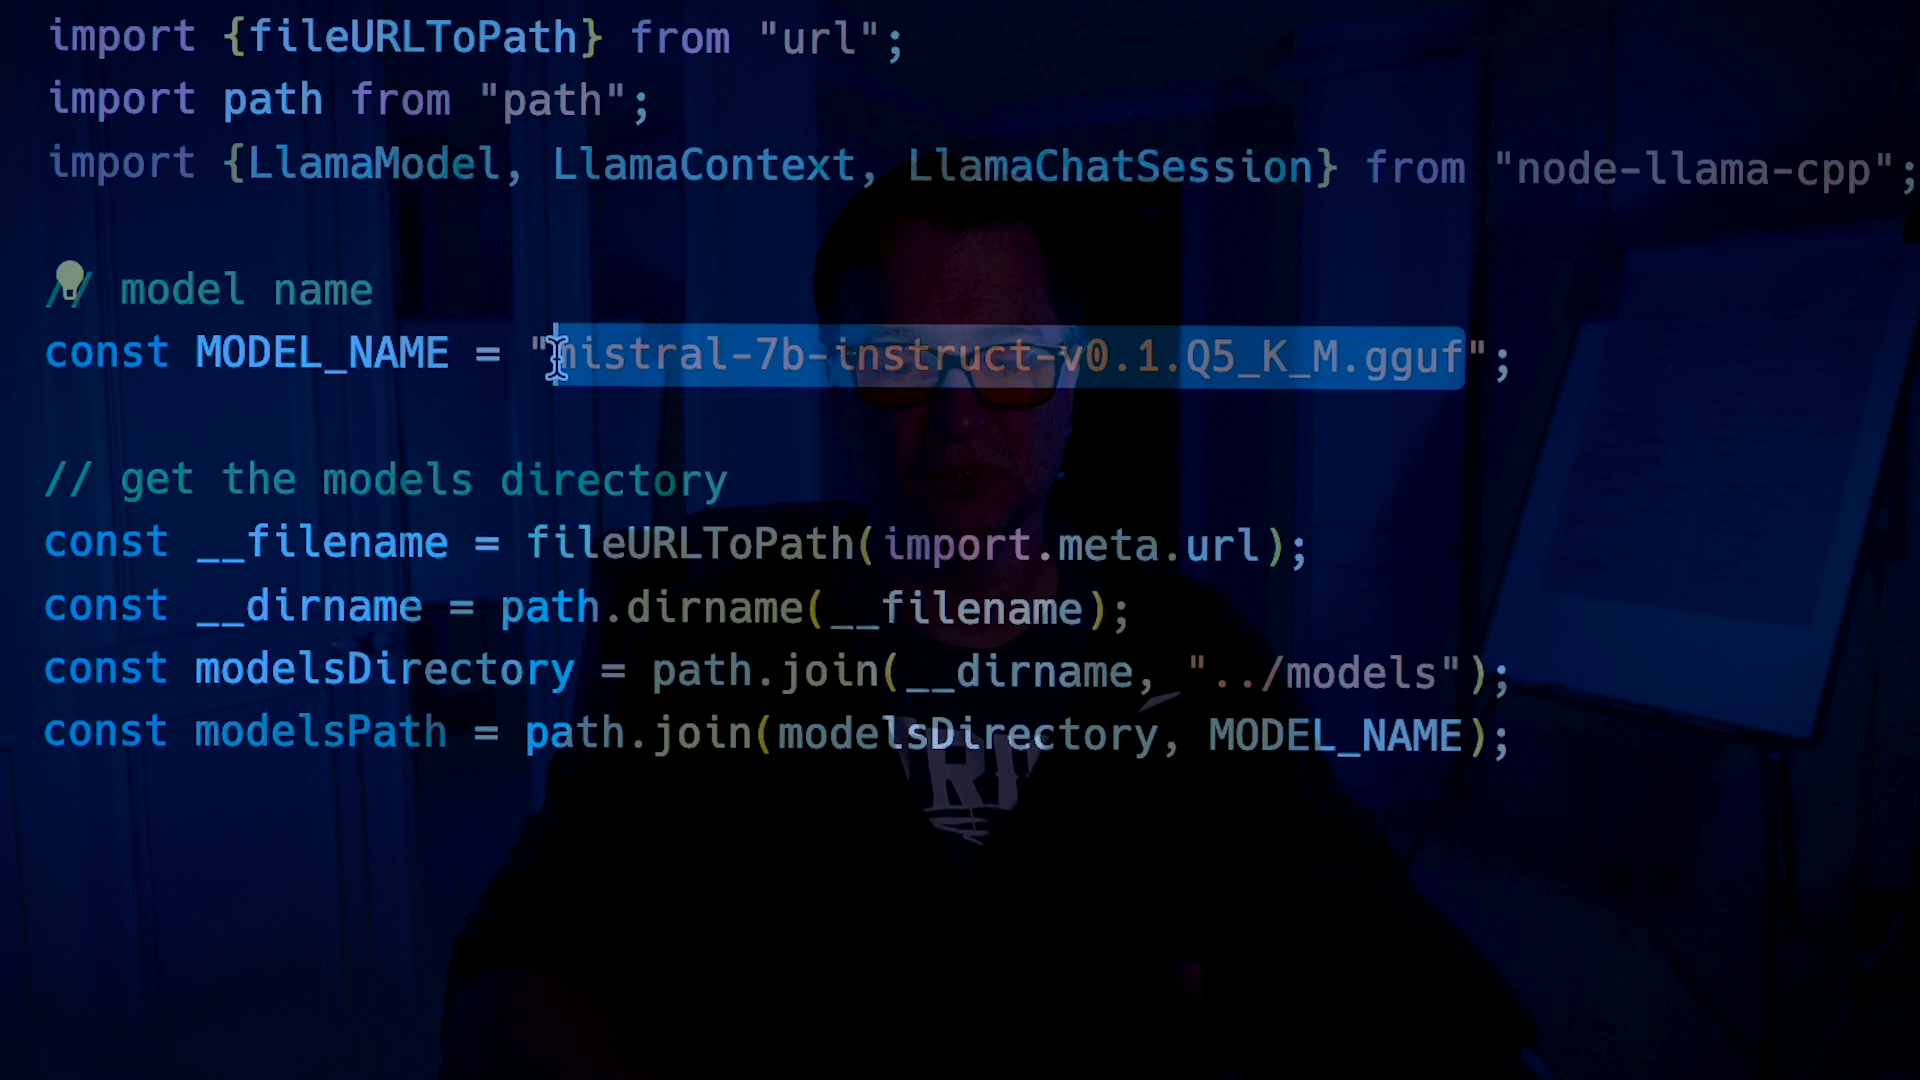 import {fileURLToPath} from "url";
import path from "path";
import {LlamaModel, LlamaContext, LlamaChatSession} from "node-llama-cpp";
// model name
const MODEL_NAME = "mistral-7b-instruct-v0.1.Q5_K_M.gguf";
// get the models directory
const __filename = fileURLToPath(import.meta.url);
const __dirname = path.dirname(__filename);
const modelsDirectory = path.join(__dirname, "../models");
const modelsPath = path.join(modelsDirectory, MODEL_NAME);